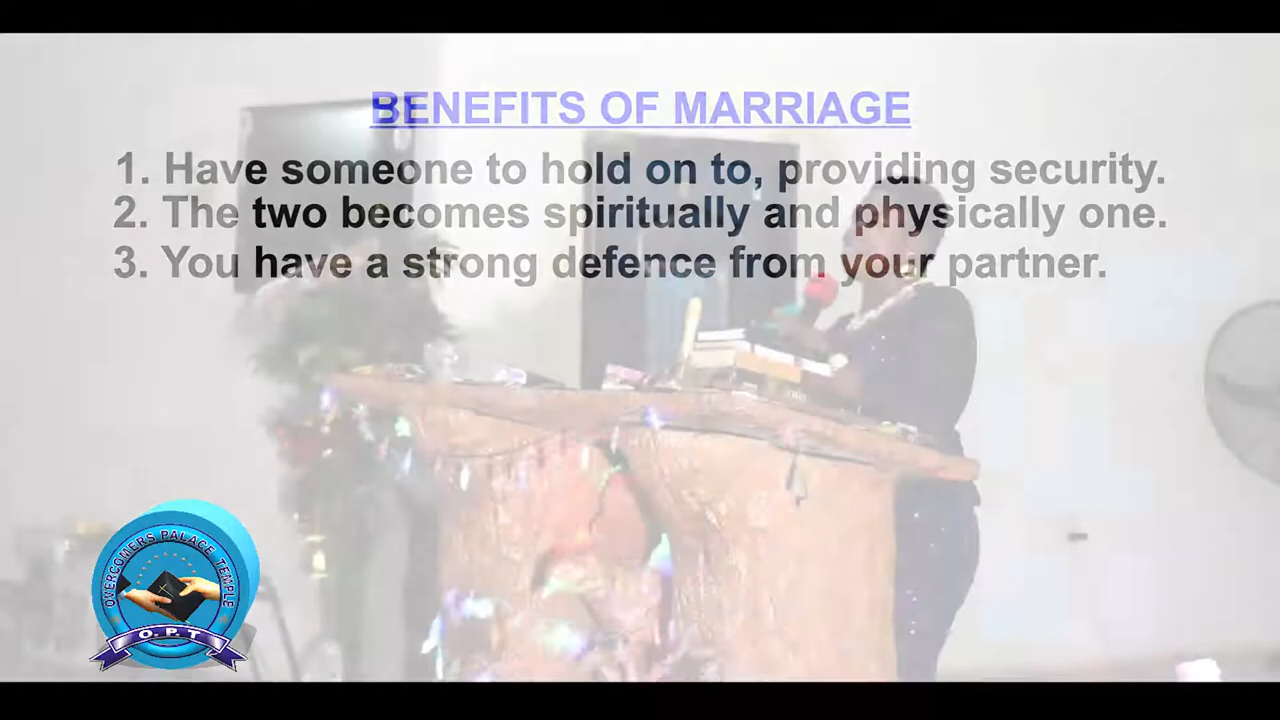 BENEFITS OF MARRIAGE
1. Have someone to hold on to, providing security.
2. The two becomes spiritually and physically one.
3. You have a strong defence from your partner.
OVERCOMERS PALACE TEMPLE
O.P.T